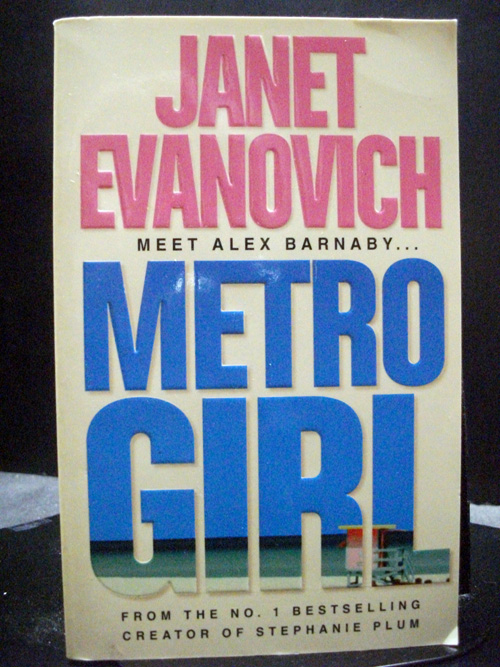 JANET
EVANOVICH
MEET ALEX BARNABY...
METRO
GIRL
FROM THE NO. 1 BESTSELLING
CREATOR OF STEPHANIE PLUM